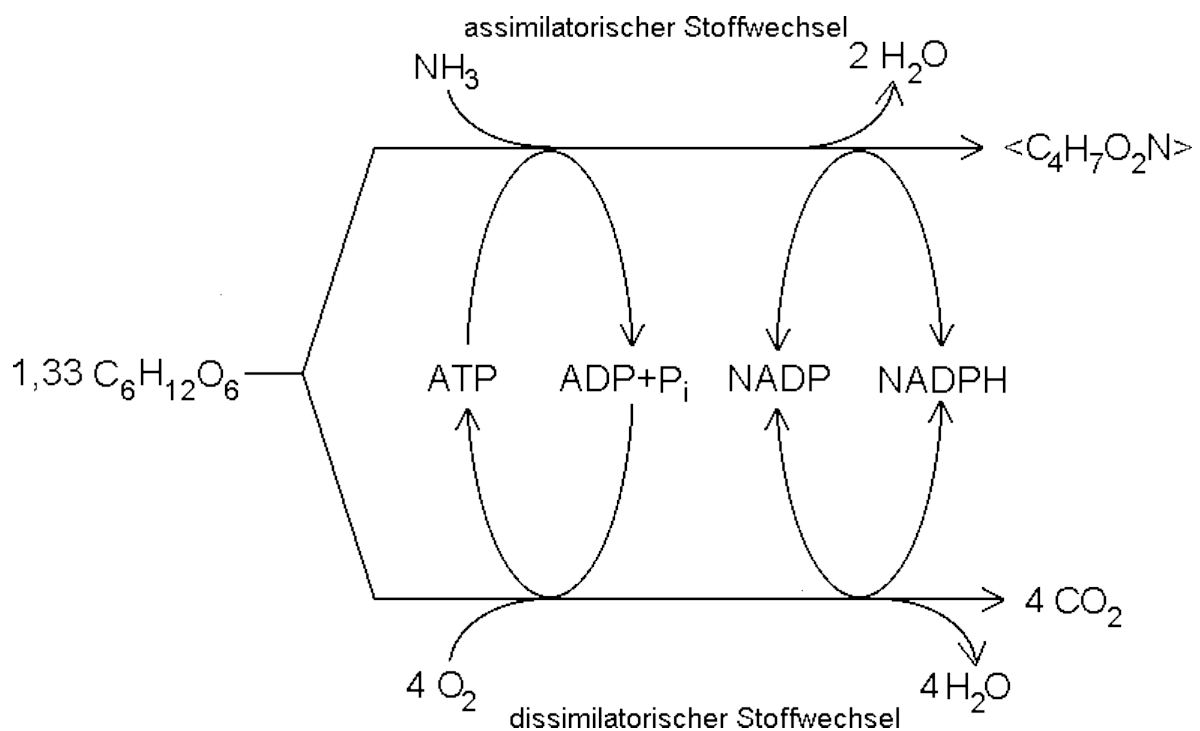 assimilatorischer Stoffwechsel
NH₃
2 H₂O
<C₄H₇O₂N>
1,33 C₆H₁₂O₆
ATP
ADP+Pᵢ
NADP
NADPH
4 CO₂
4 O₂
4 H₂O
dissimilatorischer Stoffwechsel